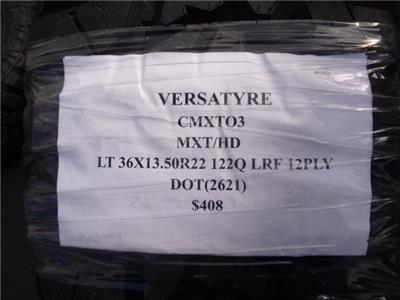 VERSATYRE
CMXTO3
MXT/HD
LT 36X13.50R22 122Q LRF 12PLY
DOT(2621)
$408